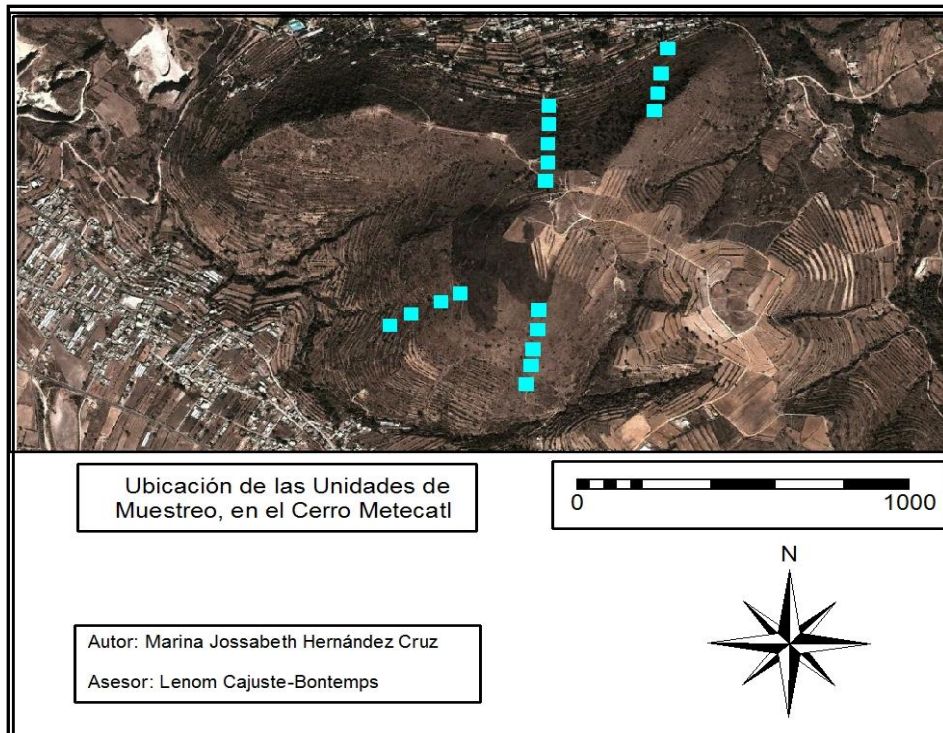 Ubicación de las Unidades de
Muestreo, en el Cerro Metecatl
0 1000
N
Autor: Marina Jossabeth Hernández Cruz
Asesor: Lenom Cajuste-Bontemps